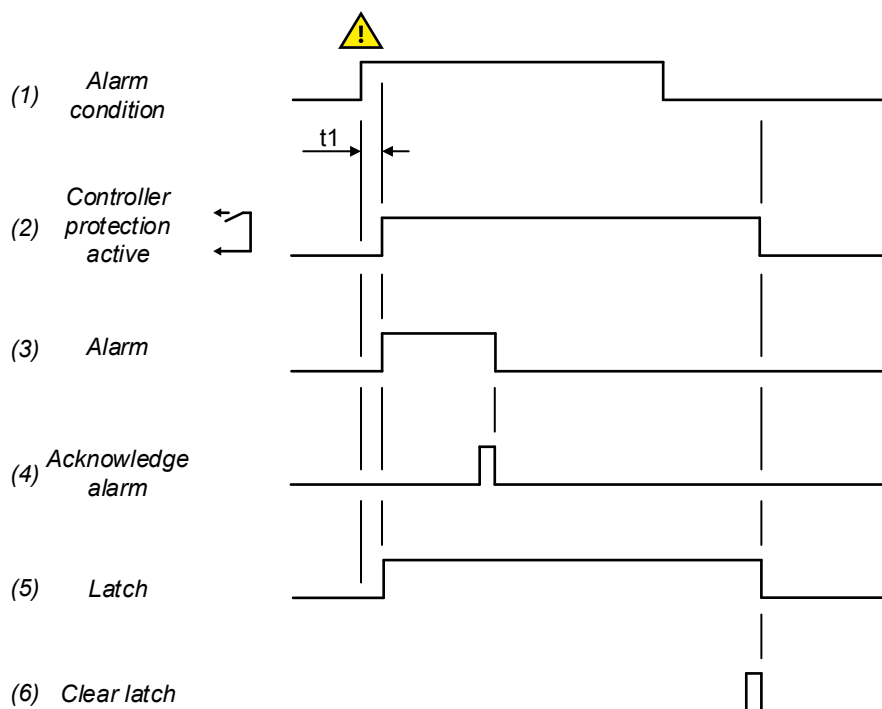 !
(1) Alarm
condition
t1
Controller
(2) protection
active
(3) Alarm
(4) Acknowledge
alarm
(5) Latch
(6) Clear latch